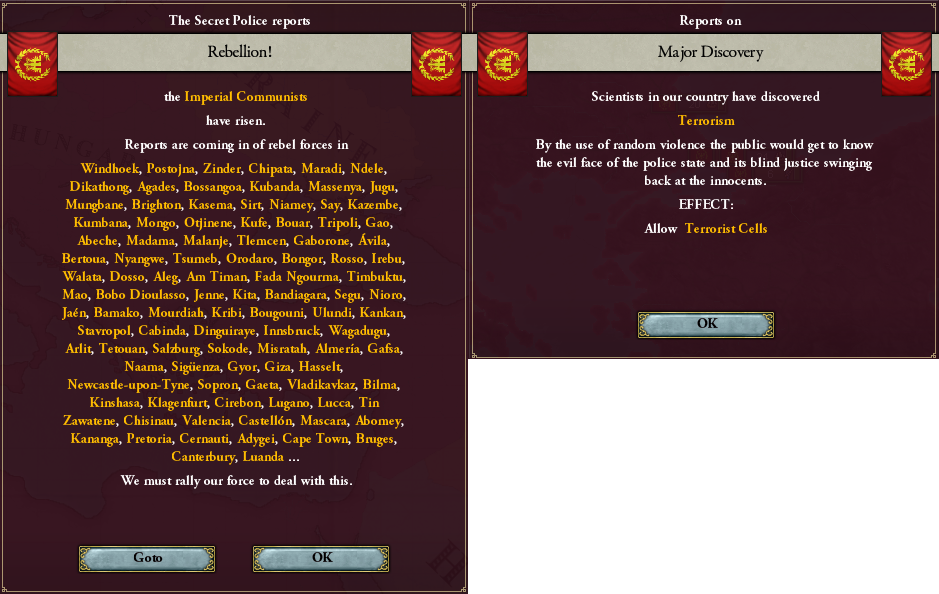 The Secret Police reports
Rebellion!
the Imperial Communists
have risen.
Reports are coming in of rebel forces in
Windhoek, Postojna, Zinder, Chipata, Maradi, Ndele,
Dikathong, Agades, Bossangoa, Kubanda, Massenya, Jugu,
Mungbane, Brighton, Kasema, Sirt, Niamey, Say, Kazembe,
Kumbana, Mongo, Otjinene, Kufe, Bouar, Tripoli, Gao,
Abeche, Madama, Malanje, Tlemcen, Gaborone, Ávila,
Bertoua, Nyangwe, Tsumeb, Orodaro, Bongor, Rosso, Irebu,
Walata, Dosso, Aleg, Am Timan, Fada Ngourma, Timbuktu,
Mao, Bobo Dioulasso, Jenne, Kita, Bandiagara, Segu, Nioro,
Jaén, Bamako, Mourdiah, Kribi, Bougouni, Ulundi, Kankan,
Stavropol, Cabinda, Dinguiraye, Innsbruck, Wagadugu,
Arlit, Tetouan, Salzburg, Sokode, Misratah, Almería, Gafsa,
Naama, Sigüenza, Gyor, Giza, Hasselt,
Newcastle-upon-Tyne, Sopron, Gaeta, Vladikavkaz, Bilma,
Kinshasa, Klagenfurt, Cirebon, Lugano, Lucca, Tin
Zawatene, Chisinau, Valencia, Castellón, Mascara, Abomey,
Kananga, Pretoria, Cernauti, Adygei, Cape Town, Bruges,
Canterbury, Luanda ...
We must rally our force to deal with this.
Goto
OK
Reports on
Major Discovery
Scientists in our country have discovered
Terrorism
By the use of random violence the public would get to know
the evil face of the police state and its blind justice swinging
back at the innocents.
EFFECT:
Allow Terrorist Cells
OK